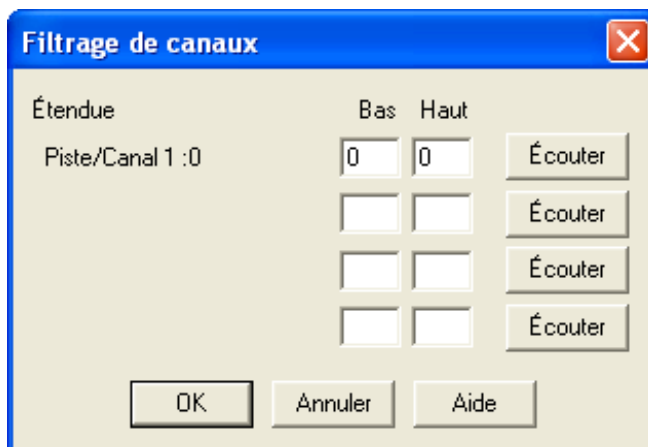 Filtrage de canaux
Étendue Bas Haut
Piste/Canal 1 :0 0 0 Écouter
Écouter
Écouter
Écouter
OK Annuler Aide